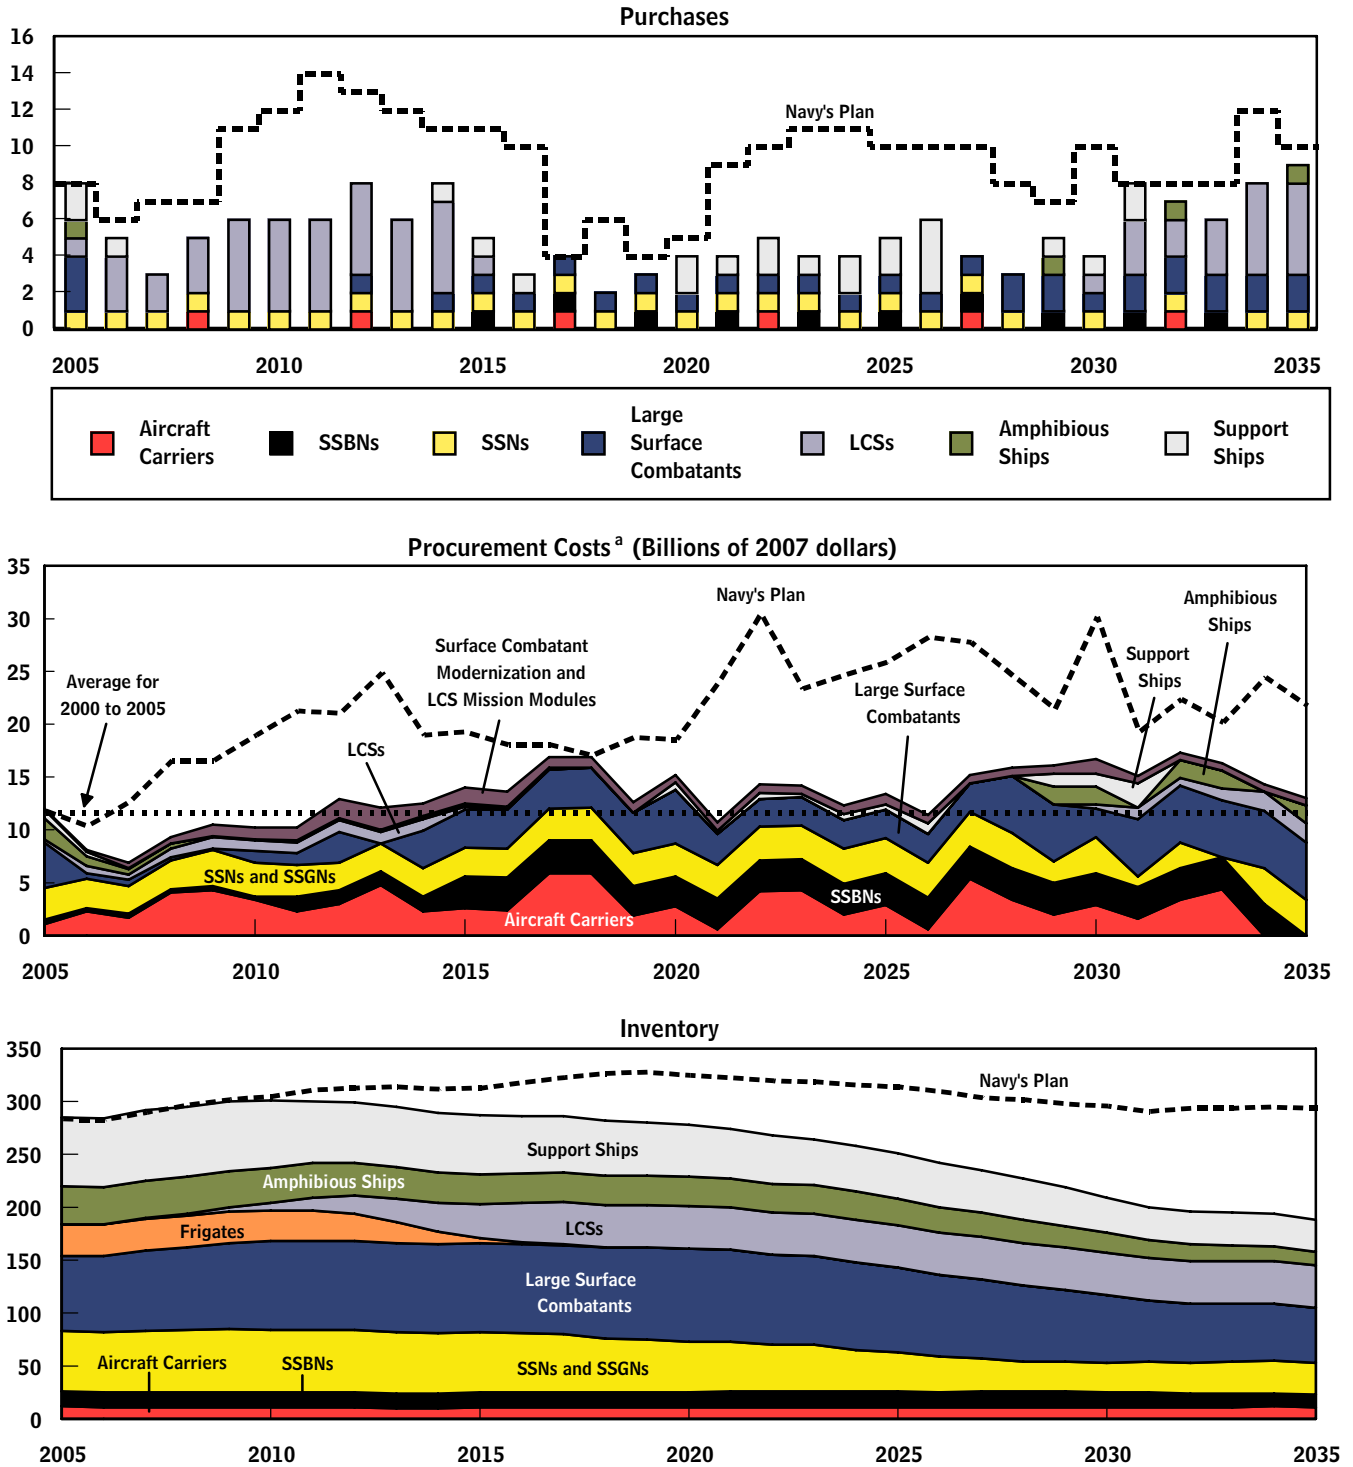 Purchases
16
14
12
10
8
6
4
2
0
Navy's Plan
2005 2010 2015 2020 2025 2030 2035
Aircraft
Carriers
SSBNs
SSNs
Large
Surface
Combatants
LCSs
Amphibious
Ships
Support
Ships
Procurement Costs a (Billions of 2007 dollars)
35
30
25
20
15
10
5
0
Average for
2000 to 2005
LCSs
Surface Combatant
Modernization and
LCS Mission Modules
Navy's Plan
Large Surface
Combatants
Support
Ships
Amphibious
Ships
SSNs and SSGNs
SSBNs
Aircraft Carriers
2005 2010 2015 2020 2025 2030 2035
Inventory
350
300
250
200
150
100
50
0
Navy's Plan
Support Ships
Amphibious Ships
Frigates
LCSs
Large Surface
Combatants
Aircraft Carriers
SSBNs
SSNs and SSGNs
2005 2010 2015 2020 2025 2030 2035